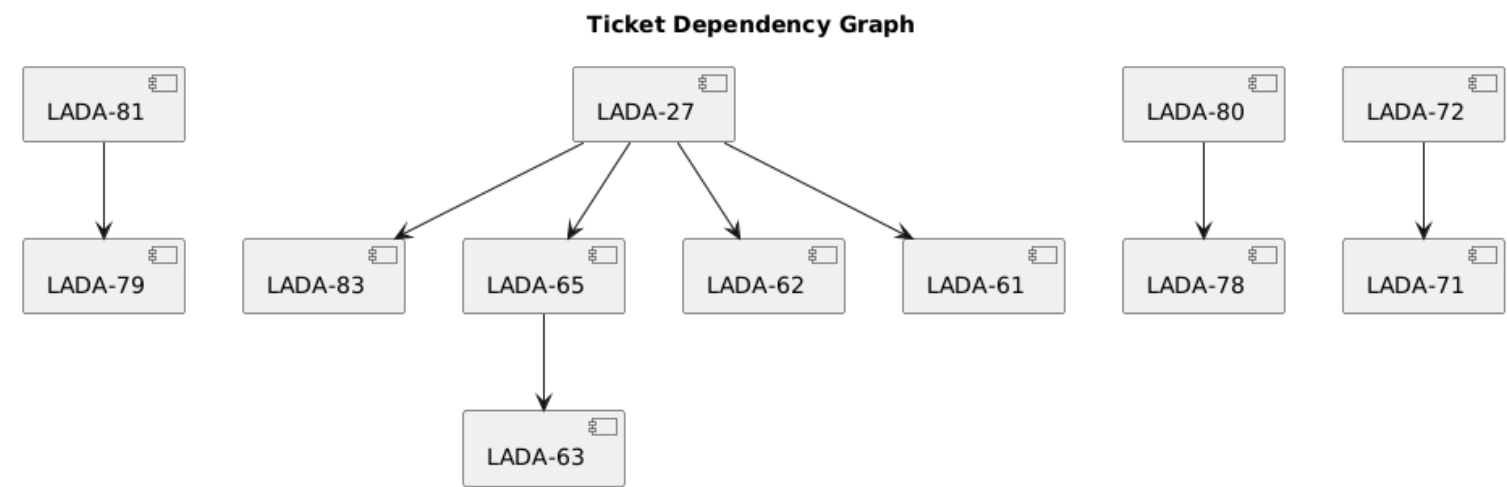 Ticket Dependency Graph
LADA-81
LADA-27
LADA-80
LADA-72
LADA-79
LADA-83
LADA-65
LADA-62
LADA-61
LADA-78
LADA-71
LADA-63